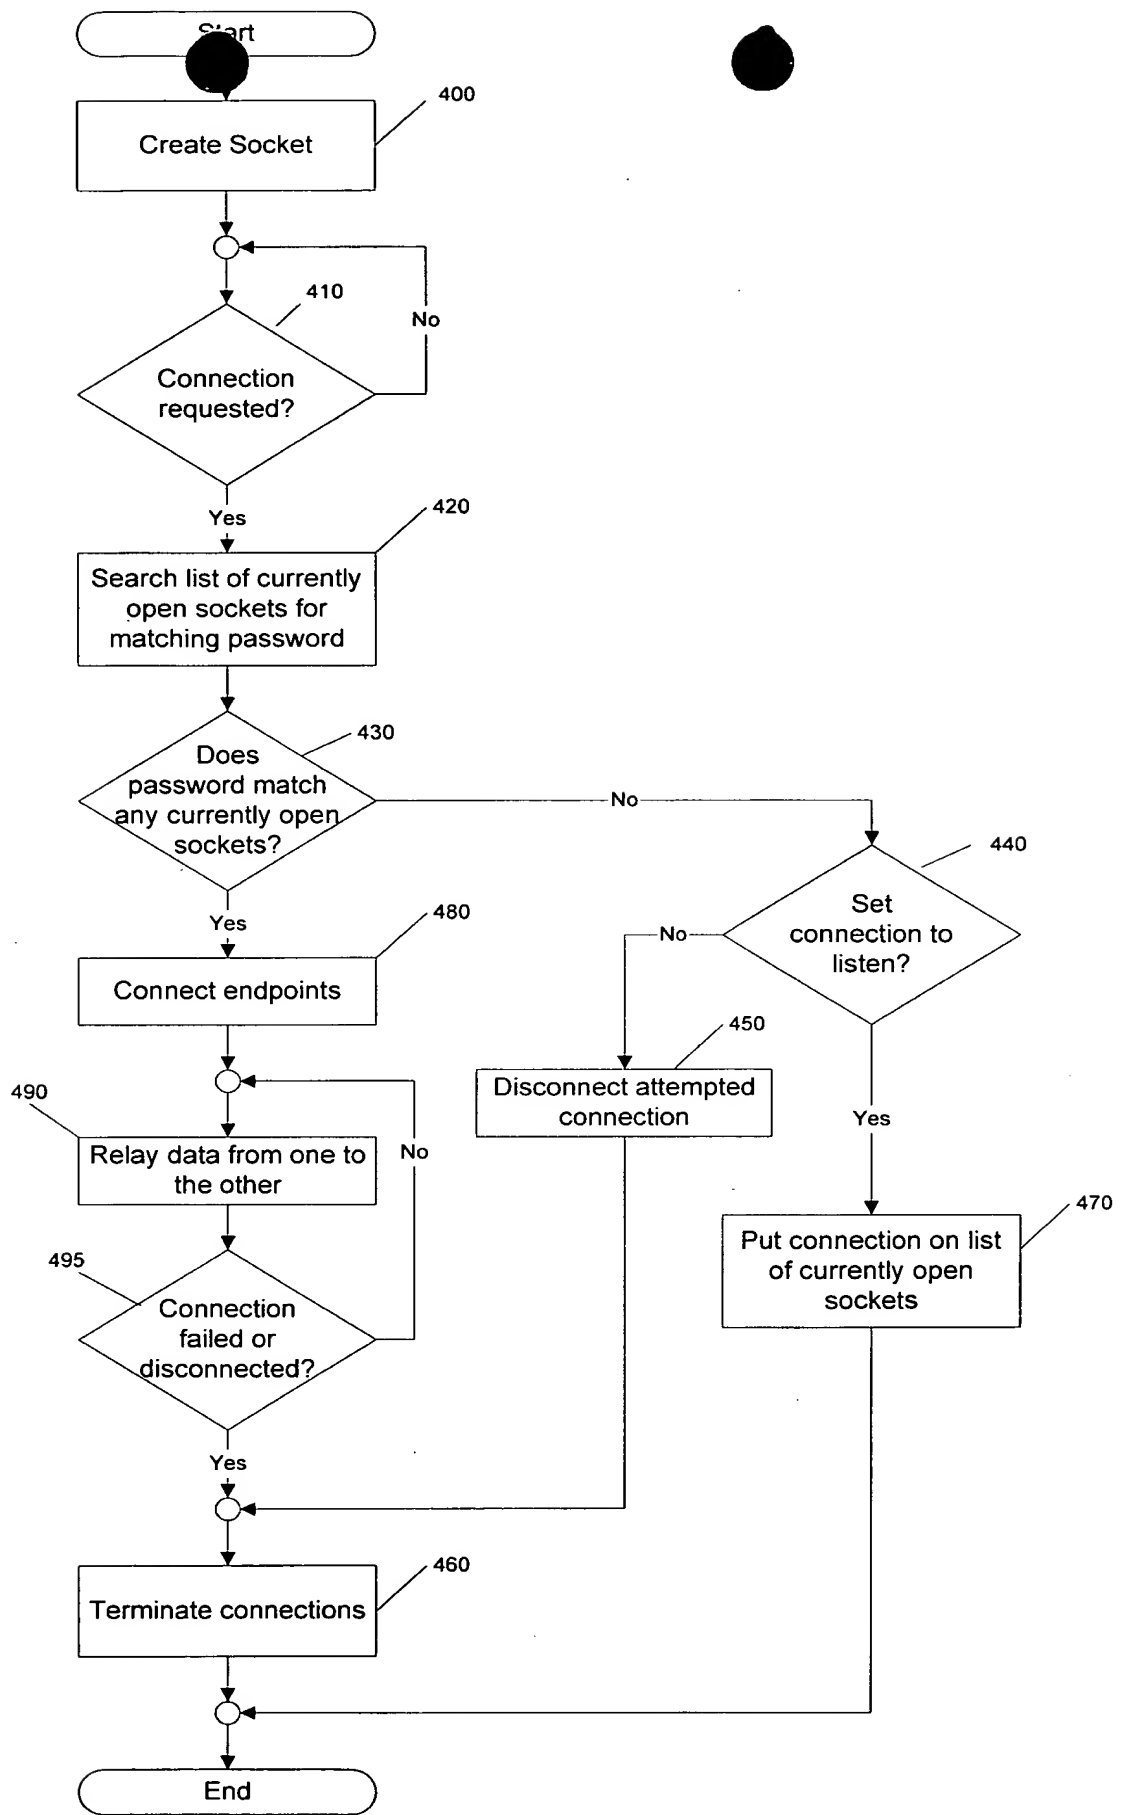 Start
400
Create Socket
410
No
Connection
requested?
Yes
420
Search list of currently
open sockets for
matching password
430
Does
password match
any currently open
sockets?
No
440
Set
connection to
listen?
Yes
480
No
Connect endpoints
450
Disconnect attempted
connection
490
Relay data from one to
the other
No
Yes
470
Put connection on list
of currently open
sockets
495
Connection
failed or
disconnected?
Yes
460
Terminate connections
End